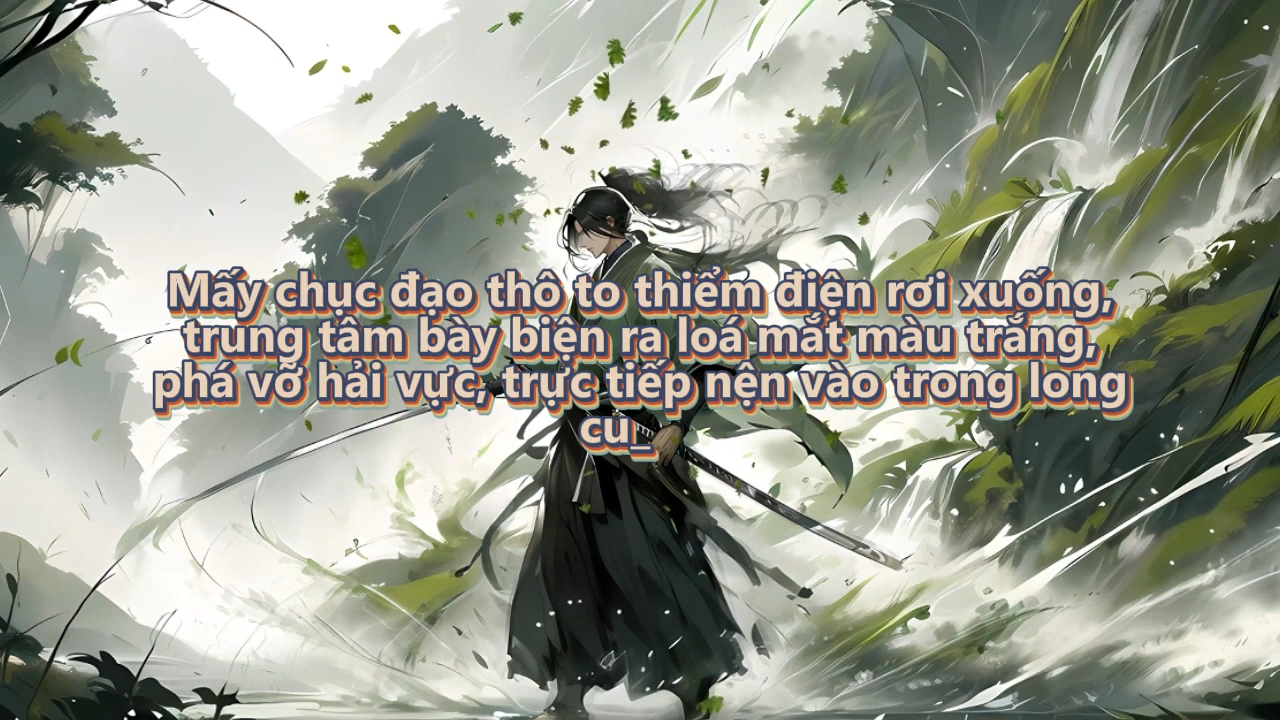 Mấy chục đạo thô to thiểm điện rơi xuống,
trung tâm bày biện ra loá mắt màu trắng,
phá vỡ hải vực, trực tiếp nện vào trong long
cu_